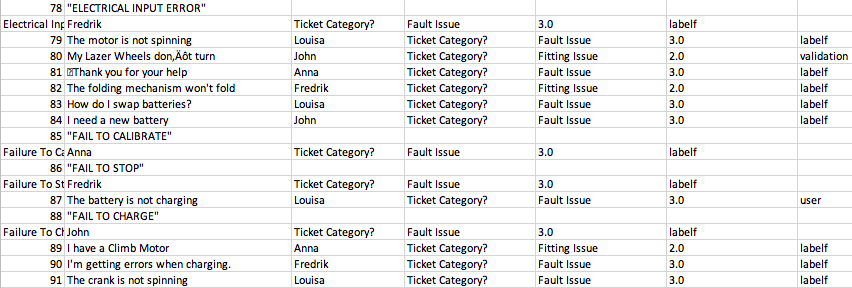 78 "ELECTRICAL INPUT ERROR"
Electrical Inp Fredrik Ticket Category? Fault Issue 3.0 labelf
79 The motor is not spinning Louisa Ticket Category? Fault Issue 3.0 labelf
80 My Lazer Wheels don‚Äôt turn John Ticket Category? Fitting Issue 2.0 validation
81 Thank you for your help Anna Ticket Category? Fault Issue 3.0 labelf
82 The folding mechanism won't fold Fredrik Ticket Category? Fitting Issue 2.0 labelf
83 How do I swap batteries? Louisa Ticket Category? Fault Issue 3.0 labelf
84 I need a new battery John Ticket Category? Fault Issue 3.0 labelf
85 "FAIL TO CALIBRATE"
Failure To Ca Anna Ticket Category? Fault Issue 3.0 labelf
86 "FAIL TO STOP"
Failure To St Fredrik Ticket Category? Fault Issue 3.0 labelf
87 The battery is not charging Louisa Ticket Category? Fault Issue 3.0 user
88 "FAIL TO CHARGE"
Failure To Ch John Ticket Category? Fault Issue 3.0 labelf
89 I have a Climb Motor Anna Ticket Category? Fitting Issue 2.0 labelf
90 I'm getting errors when charging. Fredrik Ticket Category? Fault Issue 3.0 labelf
91 The crank is not spinning Louisa Ticket Category? Fault Issue 3.0 labelf